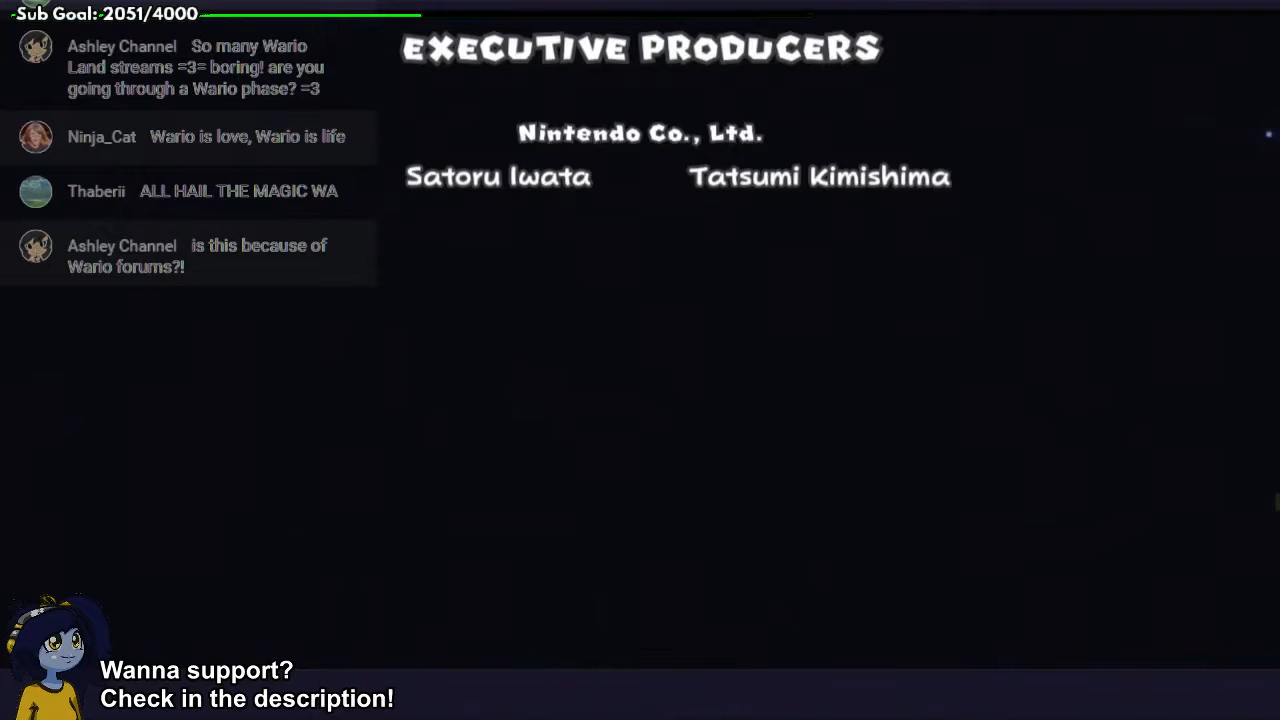 Sub Goal: 2051/4000
Ashley Channel So many Wario
Land streams =3= boring! are you
going through a Wario phase? =3
Ninja_Cat Wario is love, Wario is life
Thaberii ALL HAIL THE MAGIC WA
Ashley Channel is this because of
Wario forums?!
EXECUTIVE PRODUCERS
Nintendo Co., Ltd.
Satoru Iwata Tatsumi Kimishima
Wanna support?
Check in the description!